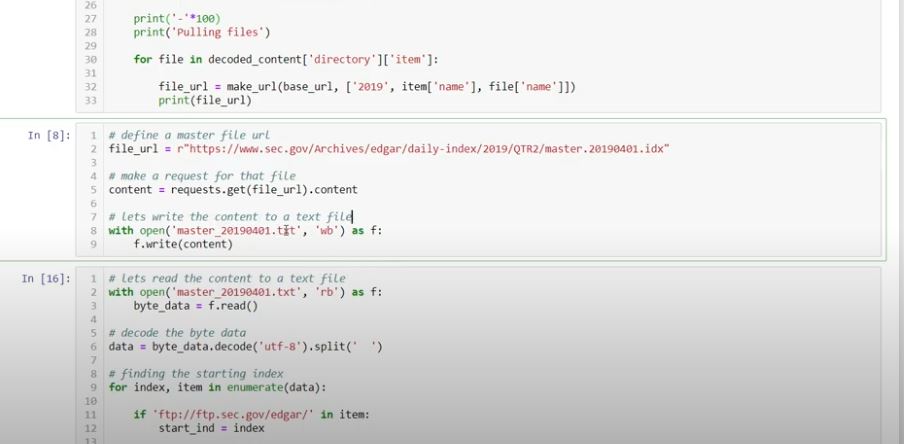 26
27 print('-'*100)
28 print('Pulling files')
29
30 for file in decoded_content['directory']['item']:
31
32 file_url = make_url(base_url, ['2019', item['name'], file['name']])
33 print(file_url)
In [8]:
1 # define a master file url
2 file_url = r"https://www.sec.gov/Archives/edgar/daily-index/2019/QTR2/master.20190401.idx"
3
4 # make a request for that file
5 content = requests.get(file_url).content
6
7 # lets write the content to a text file
8 with open('master_20190401.txt', 'wb') as f:
9 f.write(content)
In [16]:
1 # lets read the content to a text file
2 with open('master_20190401.txt', 'rb') as f:
3 byte_data = f.read()
4
5 # decode the byte data
6 data = byte_data.decode('utf-8').split('  ')
7
8 # finding the starting index
9 for index, item in enumerate(data):
10
11 if 'ftp://ftp.sec.gov/edgar/' in item:
12 start_ind = index
13